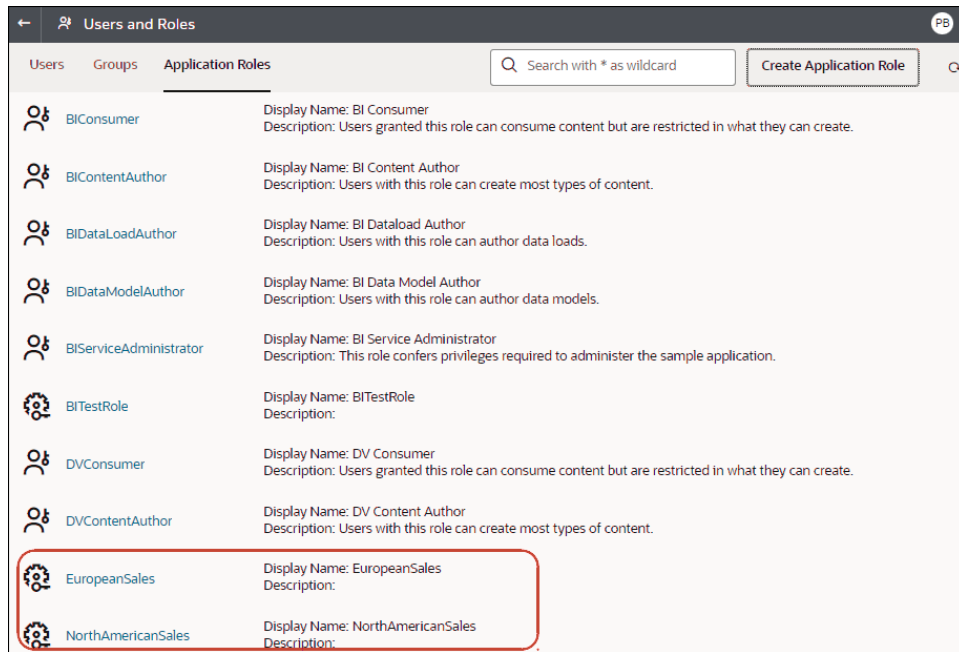 Users and Roles
PB
Users Groups Application Roles Search with * as wildcard Create Application Role
BIConsumer
Display Name: BI Consumer
Description: Users granted this role can consume content but are restricted in what they can create.
BIContentAuthor
Display Name: BI Content Author
Description: Users with this role can create most types of content.
BIDataLoadAuthor
Display Name: BI Dataload Author
Description: Users with this role can author data loads.
BIDataModelAuthor
Display Name: BI Data Model Author
Description: Users with this role can author data models.
BIServiceAdministrator
Display Name: BI Service Administrator
Description: This role confers privileges required to administer the sample application.
BITestRole
Display Name: BITestRole
Description:
DVConsumer
Display Name: DV Consumer
Description: Users granted this role can consume content but are restricted in what they can create.
DVContentAuthor
Display Name: DV Content Author
Description: Users with this role can create most types of content.
EuropeanSales
Display Name: EuropeanSales
Description:
NorthAmericanSales
Display Name: NorthAmericanSales
Description: